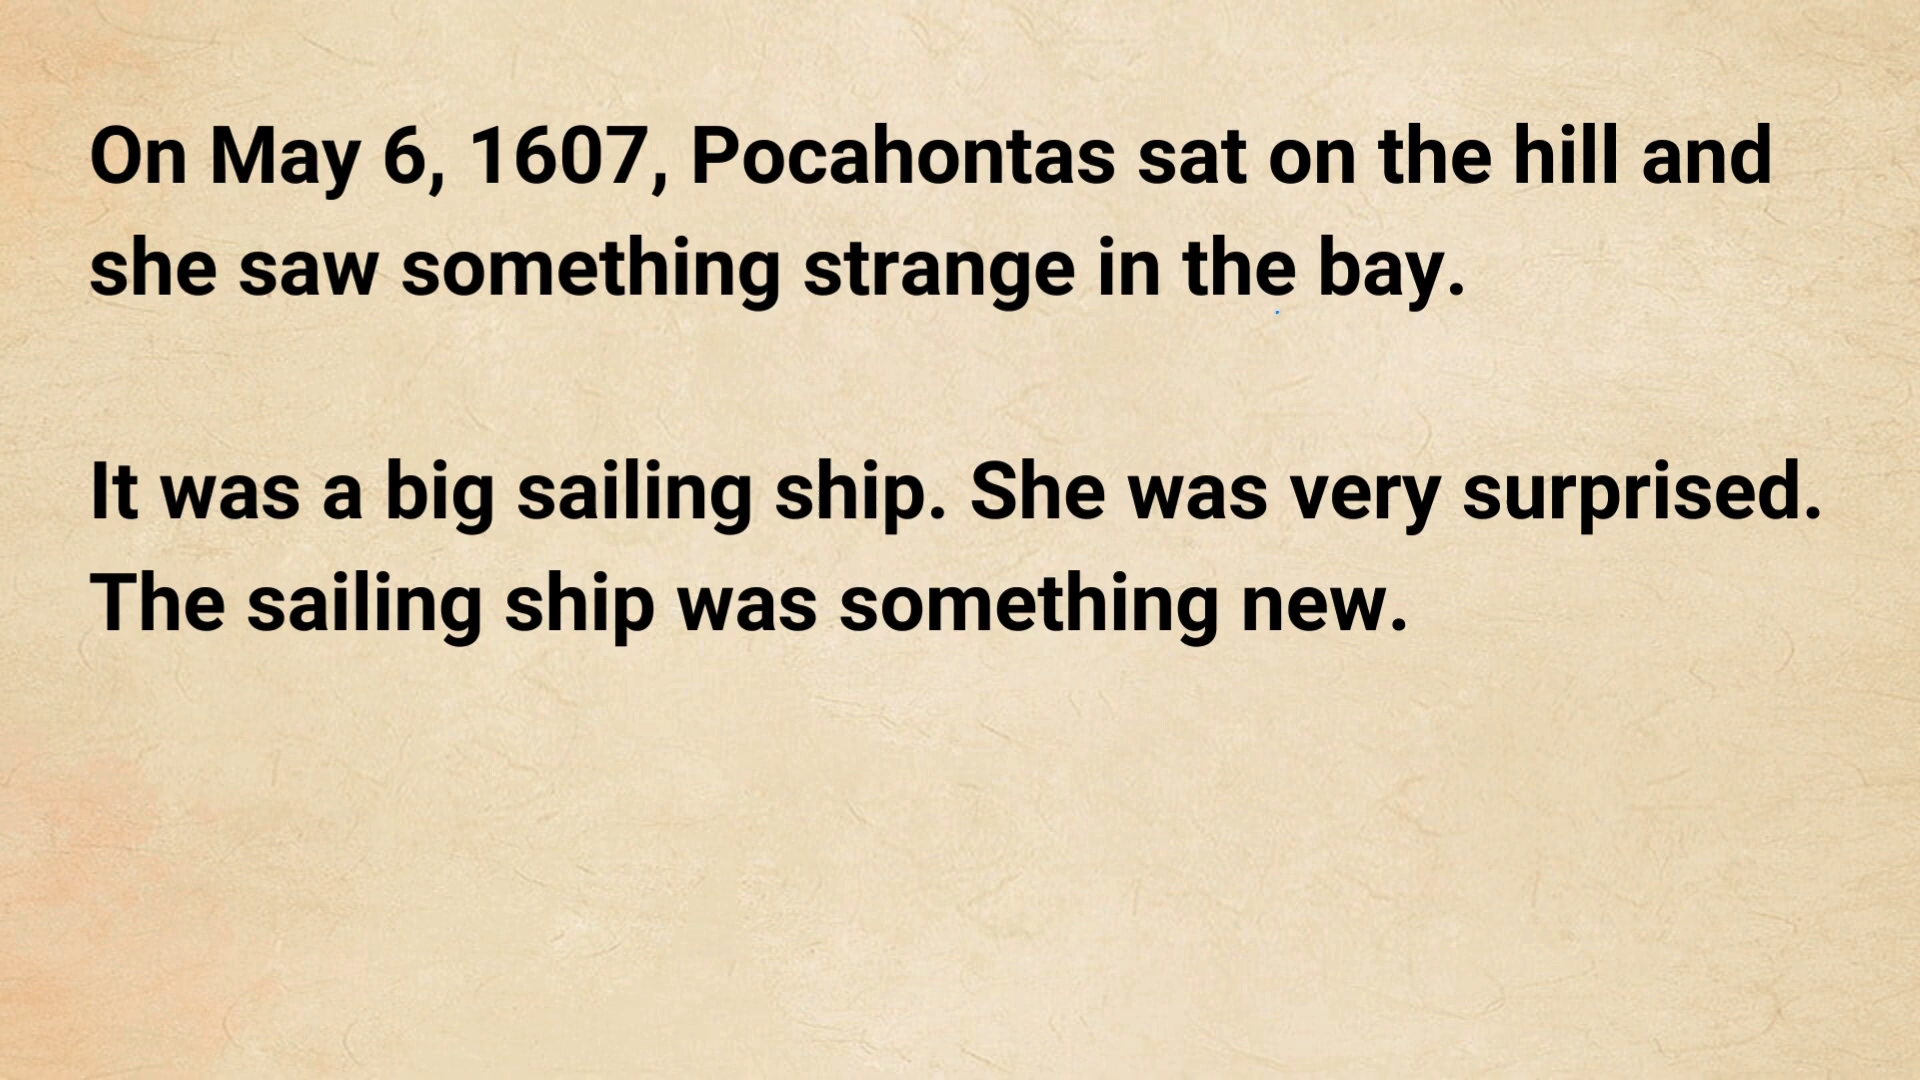 On May 6, 1607, Pocahontas sat on the hill and
she saw something strange in the bay.
It was a big sailing ship. She was very surprised.
The sailing ship was something new.